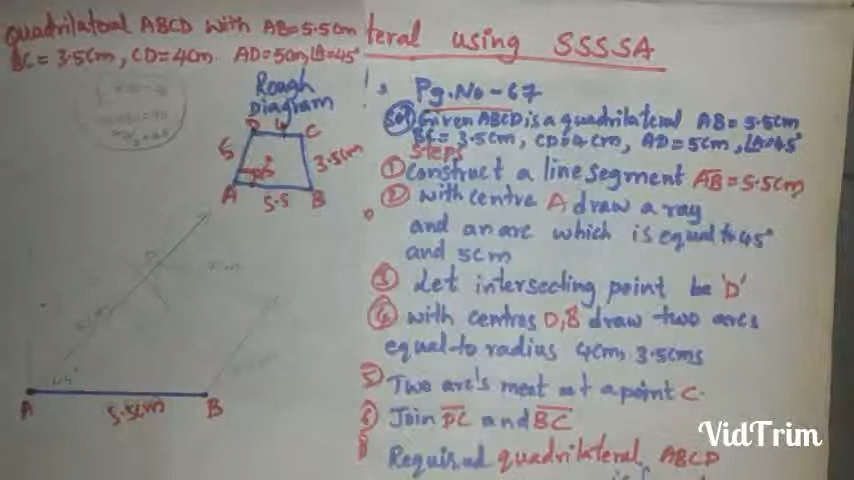 quadrilateral ABCD with AB=5.5cm
BC=3.5cm, CD=4cm AD=5cm, ∠A=45°
teral using SSSSA
Rough
Diagram
D 4 C
5
3.5cm
A 5.5 B
Pg.No-67
Sol Given ABCD is a quadrilateral AB=5.5cm
BC=3.5cm, CD=4cm, AD=5cm, ∠A=45°
steps
① construct a line segment AB=5.5cm
② with centre A draw a ray
and an arc which is equal to 45°
and 5cm
③ Let intersecting point be 'D'
④ with centres D,B draw two arcs
equal to radius 4cm, 3.5cms
⑤ Two arc's meet at a point C.
⑥ Join DC and BC
Required quadrilateral ABCD
D
5cm
45°
A 5.5cm B
VidTrim